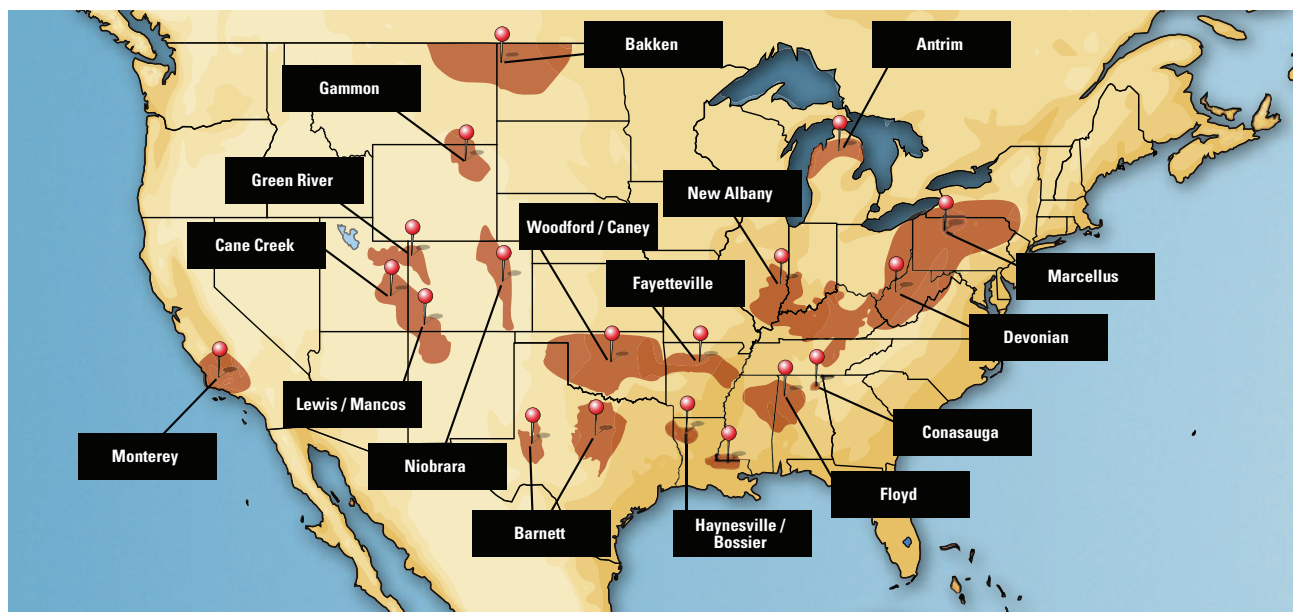 Bakken
Antrim
Gammon
Green River
New Albany
Woodford / Caney
Cane Creek
Fayetteville
Marcellus
Devonian
Lewis / Mancos
Conasauga
Monterey
Niobrara
Floyd
Barnett
Haynesville /
Bossier